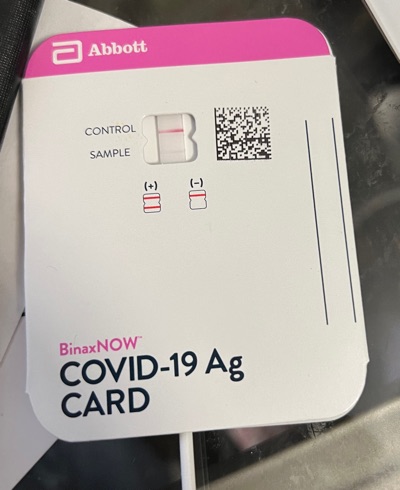 Abbott
CONTROL
SAMPLE
(+) (-)
BinaxNOW™
COVID-19 Ag
CARD